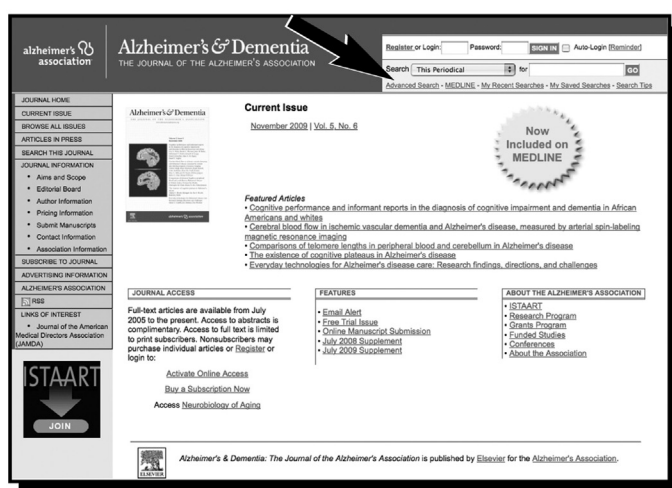 alzheimer's association
Alzheimer's & Dementia
THE JOURNAL OF THE ALZHEIMER'S ASSOCIATION
Register or Login: Password: SIGN IN Auto-Login [Reminder]
Search This Periodical for GO
Advanced Search - MEDLINE - My Recent Searches - My Saved Searches - Search Tips
JOURNAL HOME
CURRENT ISSUE
BROWSE ALL ISSUES
ARTICLES IN PRESS
SEARCH THIS JOURNAL
JOURNAL INFORMATION
• Aims and Scope
• Editorial Board
• Author Information
• Pricing Information
• Submit Manuscripts
• Contact Information
• Association Information
SUBSCRIBE TO JOURNAL
ADVERTISING INFORMATION
ALZHEIMER'S ASSOCIATION
RSS
LINKS OF INTEREST
• Journal of the American
Medical Directors Association
(JAMDA)
ISTAART
JOIN
Alzheimer's & Dementia
Current Issue
November 2009 | Vol. 5, No. 6
Now
Included on
MEDLINE
Featured Articles
• Cognitive performance and informant reports in the diagnosis of cognitive impairment and dementia in African
Americans and whites
• Cerebral blood flow in ischemic vascular dementia and Alzheimer's disease, measured by arterial spin-labeling
magnetic resonance imaging
• Comparisons of telomere lengths in peripheral blood and cerebellum in Alzheimer's disease
• The existence of cognitive plateaus in Alzheimer's disease
• Everyday technologies for Alzheimer's disease care: Research findings, directions, and challenges
JOURNAL ACCESS
Full-text articles are available from July
2005 to the present. Access to abstracts is
complimentary. Access to full text is limited
to print subscribers. Nonsubscribers may
purchase individual articles or Register or
login to:
Activate Online Access
Buy a Subscription Now
Access Neurobiology of Aging
FEATURES
• Email Alert
• Free Trial Issue
• Online Manuscript Submission
• July 2008 Supplement
• July 2009 Supplement
ABOUT THE ALZHEIMER'S ASSOCIATION
• ISTAART
• Research Program
• Grants Program
• Funded Studies
• Conferences
• About the Association
ELSEVIER
Alzheimer's & Dementia: The Journal of the Alzheimer's Association is published by Elsevier for the Alzheimer's Association.